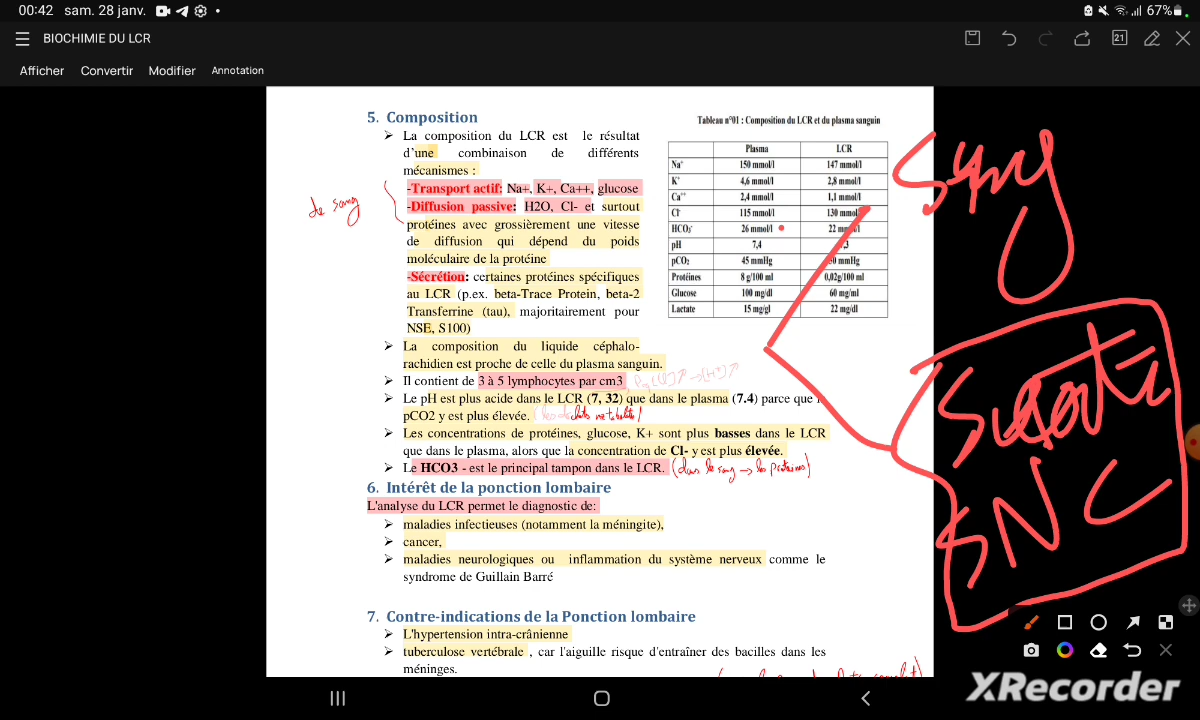 00:42 sam. 28 janv.
67%
BIOCHIMIE DU LCR
21
Afficher Convertir Modifier Annotation
5. Composition
➢ La composition du LCR est le résultat
d'une combinaison de différents
mécanismes :
-Transport actif: Na+, K+, Ca++, glucose
-Diffusion passive: H2O, Cl- et surtout
protéines avec grossièrement une vitesse
de diffusion qui dépend du poids
moléculaire de la protéine
-Sécrétion: certaines protéines spécifiques
au LCR (p.ex. beta-Trace Protein, beta-2
Transferrine (tau), majoritairement pour
NSE, S100)
de sang
Tableau n°01 : Composition du LCR et du plasma sanguin
Plasma LCR
Na⁺ 150 mmol/l 147 mmol/l
K⁺ 4,6 mmol/l 2,8 mmol/l
Ca⁺⁺ 2,4 mmol/l 1,1 mmol/l
Cl⁻ 115 mmol/l 130 mmol
HCO₃⁻ 26 mmol/l 22
pH 7,4
pCO₂ 45 mmHg mmHg
Protéines 8 g/100 ml 0,02g/100 ml
Glucose 100 mg/dl 60 mg/ml
Lactate 15 mg/gl 22 mg/dl
➢ La composition du liquide céphalo-
rachidien est proche de celle du plasma sanguin.
➢ Il contient de 3 à 5 lymphocytes par cm3
➢ Le pH est plus acide dans le LCR (7, 32) que dans le plasma (7.4) parce que
pCO2 y est plus élevée.
➢ Les concentrations de protéines, glucose, K+ sont plus basses dans le LCR
que dans le plasma, alors que la concentration de Cl- y est plus élevée.
➢ Le HCO3 - est le principal tampon dans le LCR. (dans le sang → les protéines)
6. Intérêt de la ponction lombaire
L'analyse du LCR permet le diagnostic de:
➢ maladies infectieuses (notamment la méningite),
➢ cancer,
➢ maladies neurologiques ou inflammation du système nerveux comme le
syndrome de Guillain Barré
7. Contre-indications de la Ponction lombaire
➢ L'hypertension intra-crânienne
➢ tuberculose vertébrale , car l'aiguille risque d'entraîner des bacilles dans les
méninges.
SNC
XRecorder